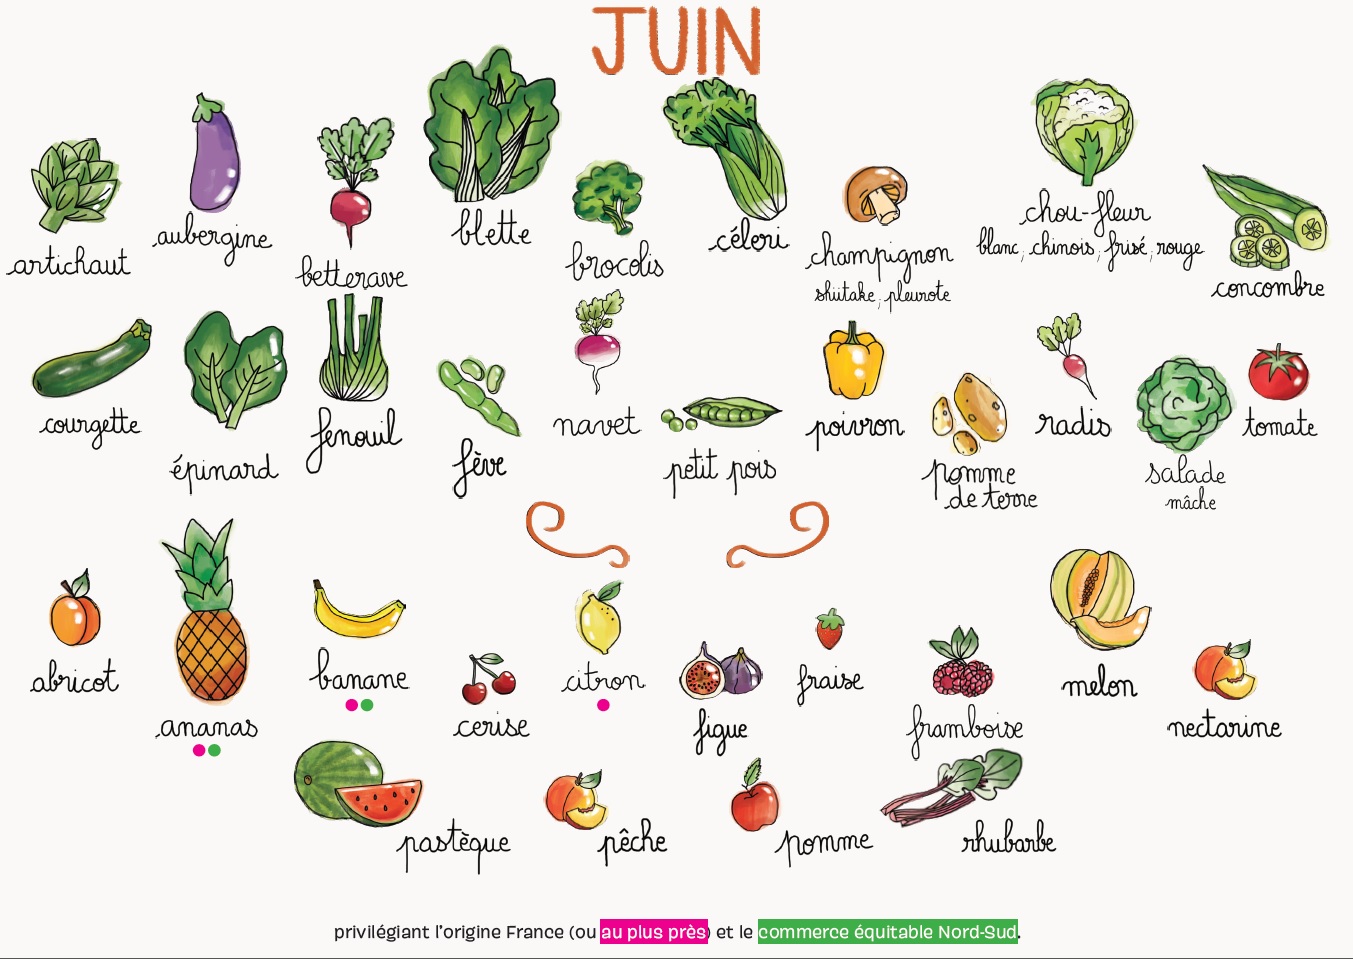 JUIN
artichaut
aubergine
betterave
blette
brocolis
céleri
champignon
shiitake, pleurote
chou-fleur
blanc, chinois, frisé, rouge
concombre
courgette
épinard
fenouil
fève
navet
petit pois
poivron
pomme
de terre
radis
salade
mâche
tomate
abricot
ananas
banane
cerise
citron
figue
fraise
framboise
melon
nectarine
pastèque
pêche
pomme
rhubarbe
privilégiant l'origine France (ou au plus près) et le commerce équitable Nord-Sud.